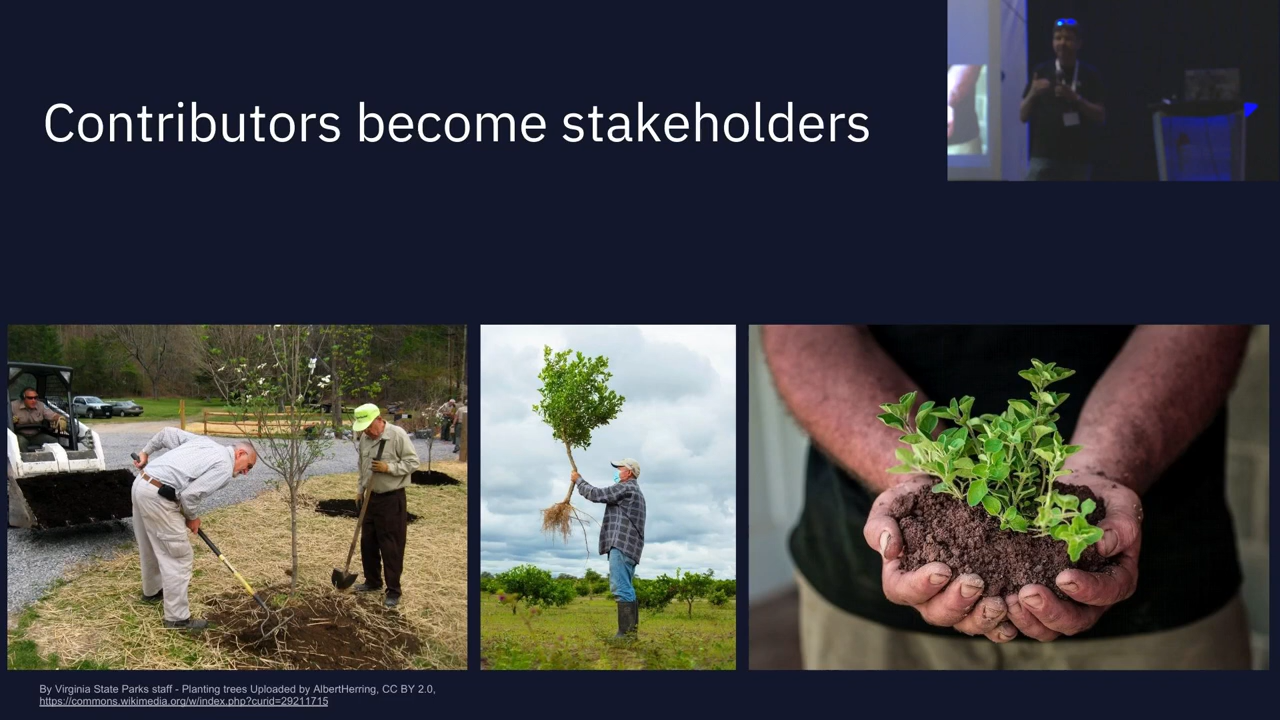 Contributors become stakeholders
By Virginia State Parks staff - Planting trees Uploaded by AlbertHerring, CC BY 2.0,
https://commons.wikimedia.org/w/index.php?curid=29211715